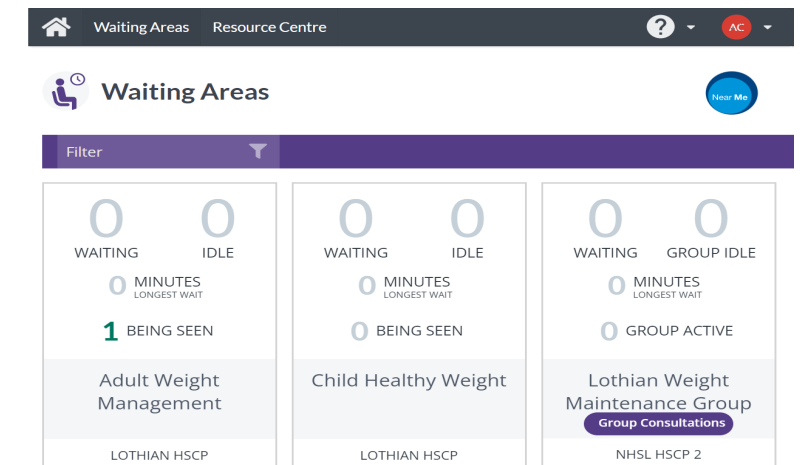 Waiting Areas Resource Centre ? AC
Waiting Areas
Near Me
Filter
0 0
WAITING IDLE
0 MINUTES
LONGEST WAIT
1 BEING SEEN
Adult Weight
Management
LOTHIAN HSCP
0 0
WAITING IDLE
0 MINUTES
LONGEST WAIT
0 BEING SEEN
Child Healthy Weight
LOTHIAN HSCP
0 0
WAITING GROUP IDLE
0 MINUTES
LONGEST WAIT
0 GROUP ACTIVE
Lothian Weight
Maintenance Group
Group Consultations
NHSL HSCP 2